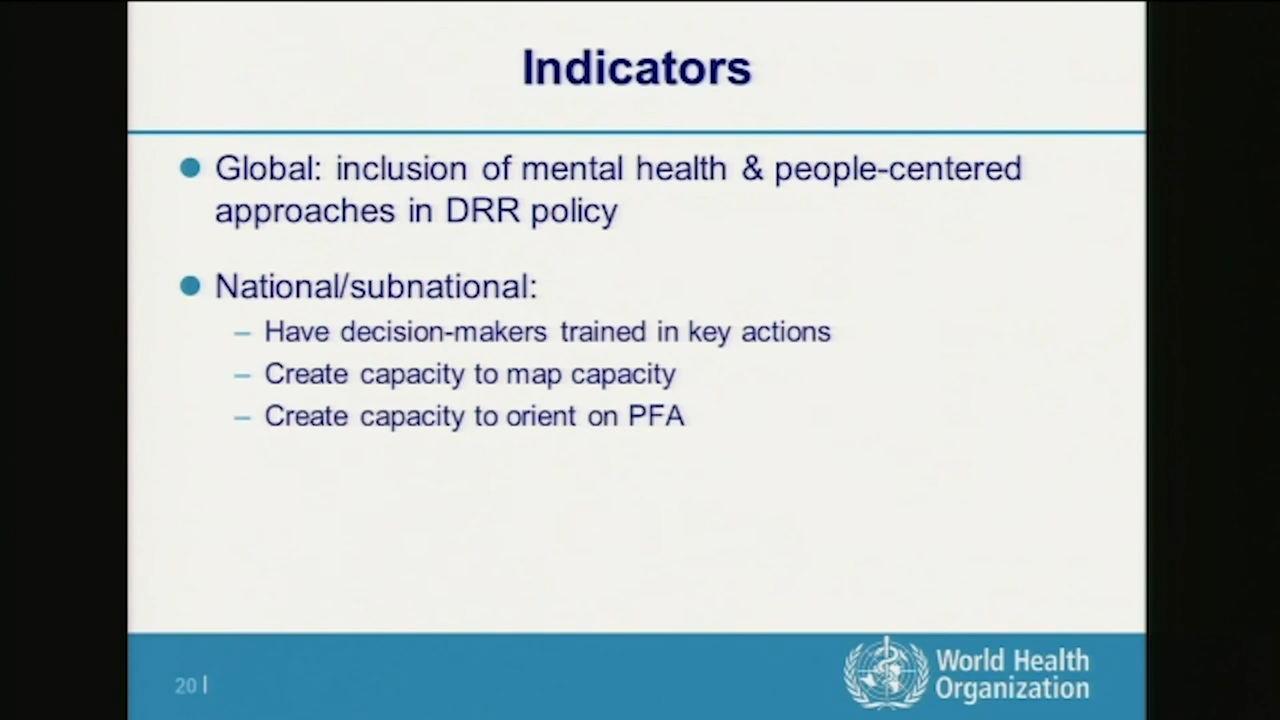 Indicators
Global: inclusion of mental health & people-centered
approaches in DRR policy
National/subnational:
– Have decision-makers trained in key actions
– Create capacity to map capacity
– Create capacity to orient on PFA
20 |
World Health
Organization